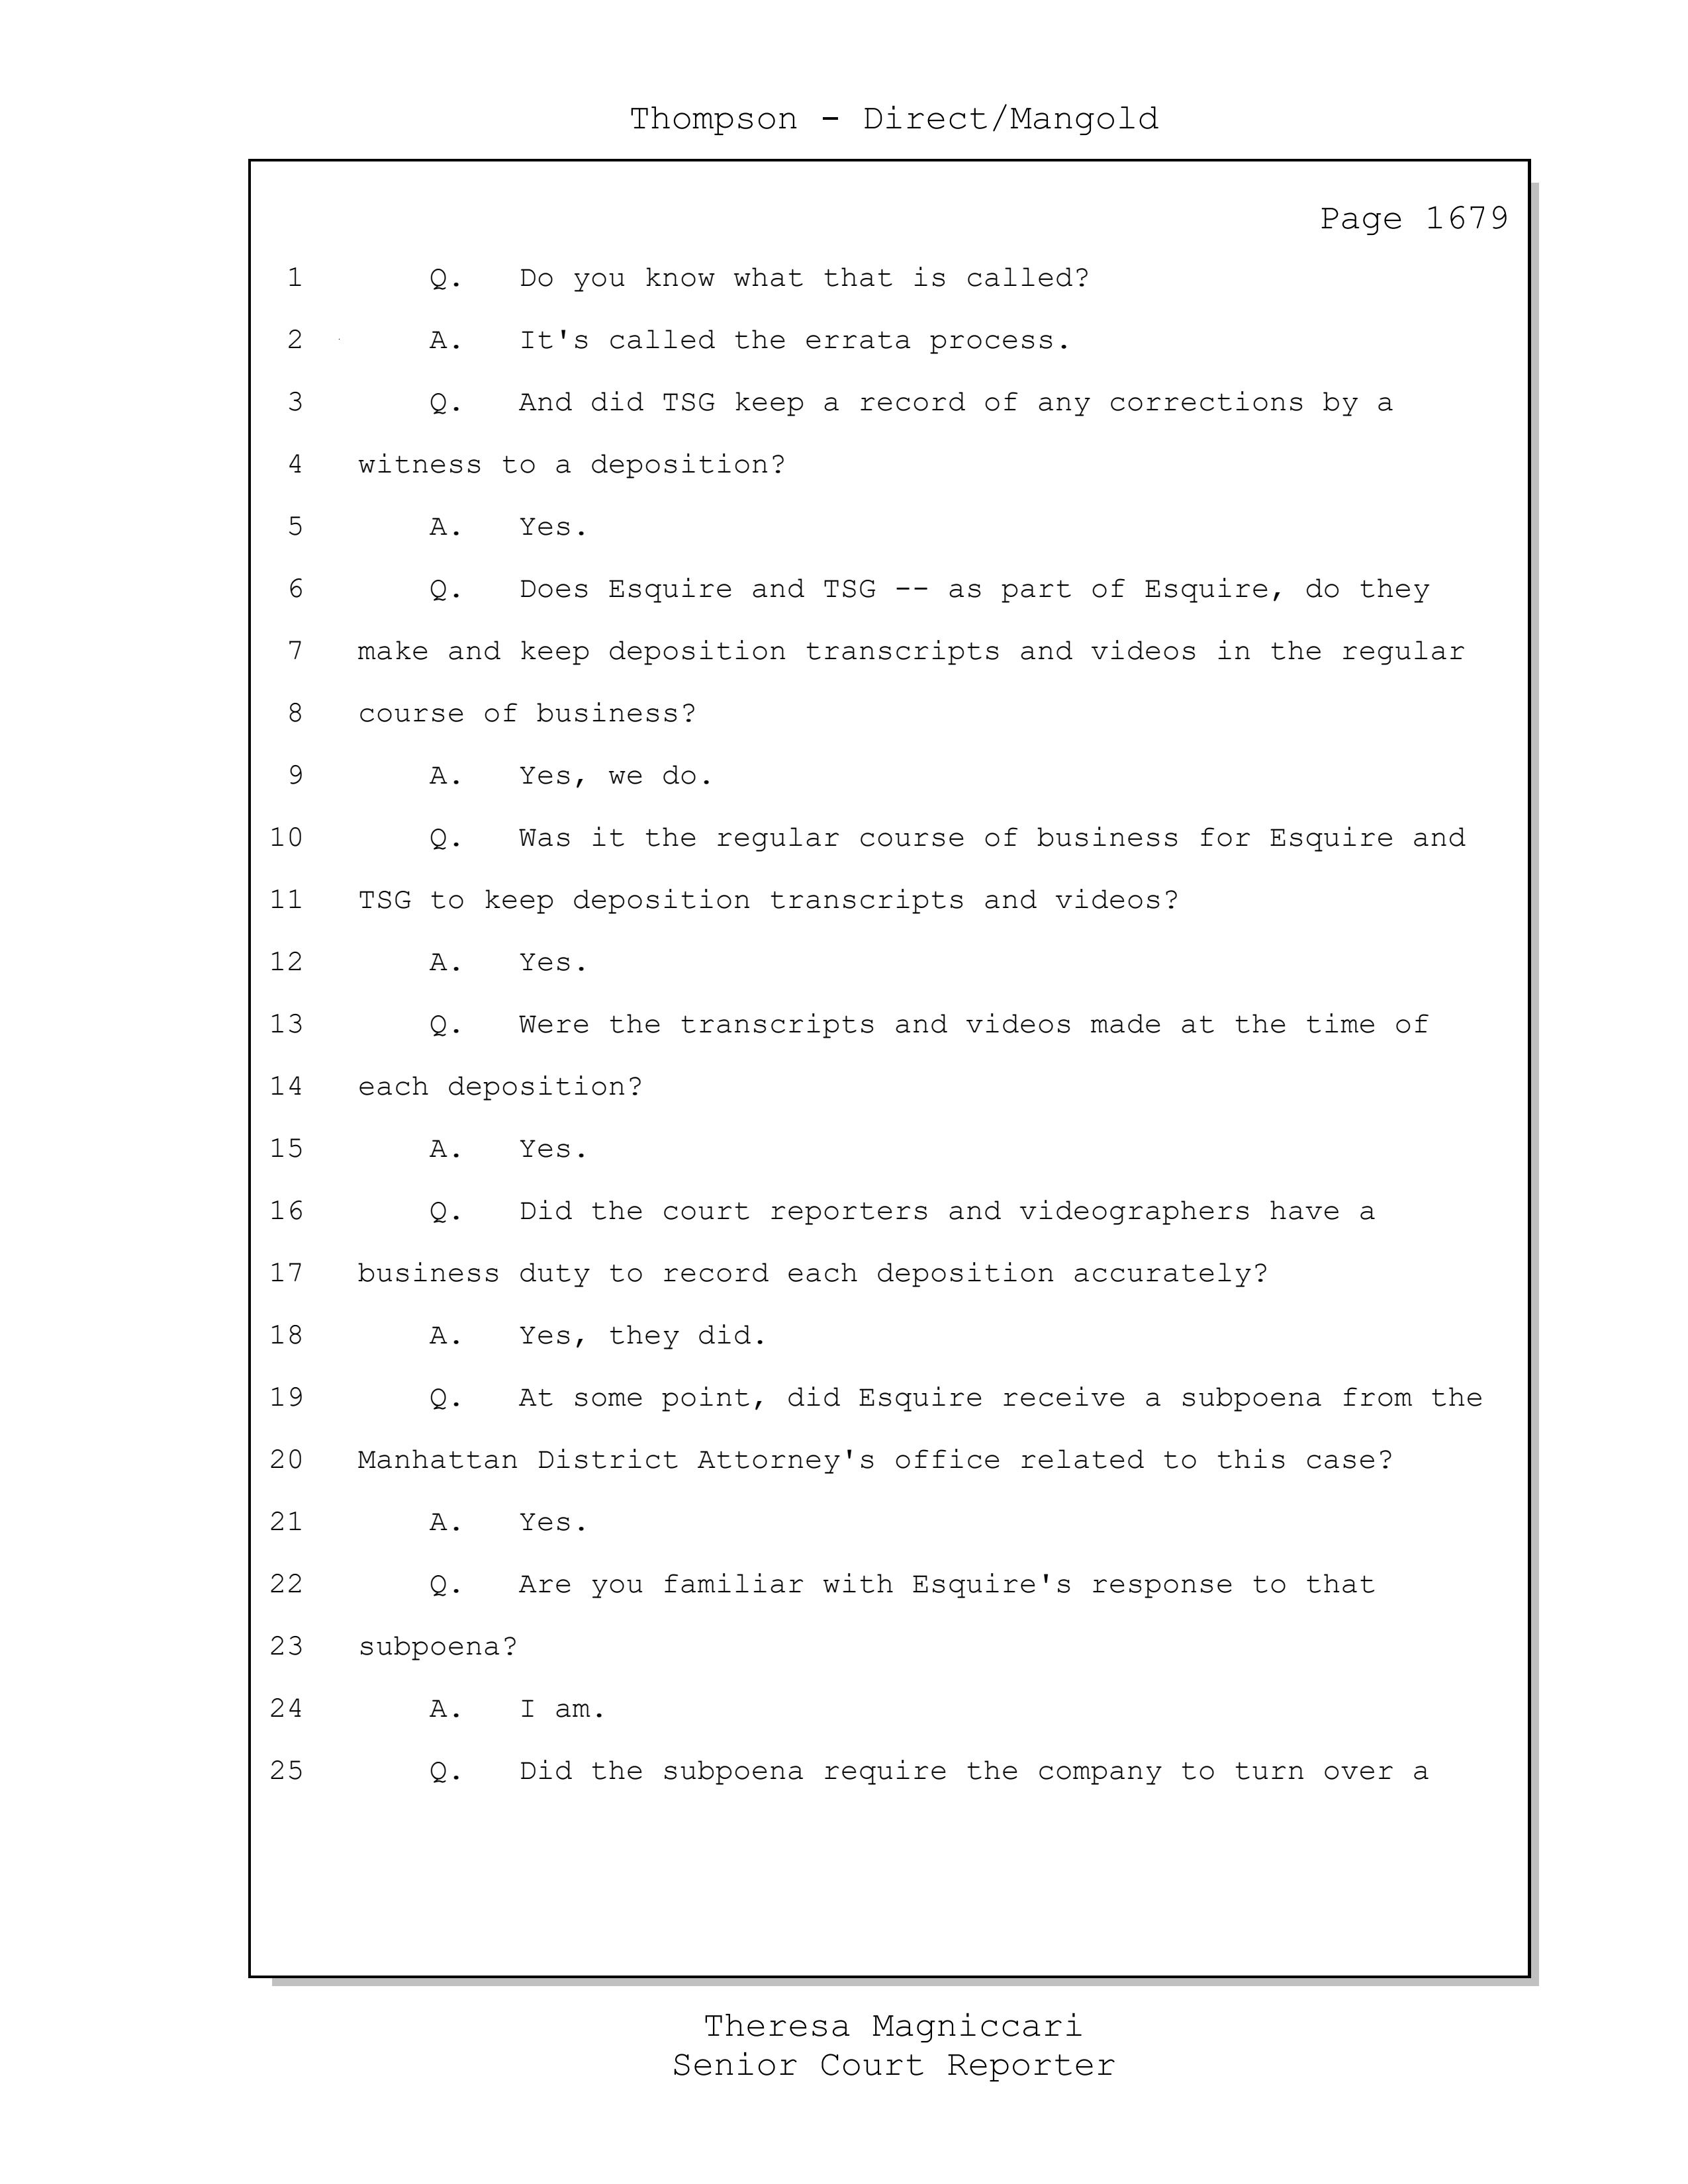 Thompson - Direct/Mangold
Page 1679
1 Q. Do you know what that is called?
2 A. It's called the errata process.
3 Q. And did TSG keep a record of any corrections by a
4 witness to a deposition?
5 A. Yes.
6 Q. Does Esquire and TSG -- as part of Esquire, do they
7 make and keep deposition transcripts and videos in the regular
8 course of business?
9 A. Yes, we do.
10 Q. Was it the regular course of business for Esquire and
11 TSG to keep deposition transcripts and videos?
12 A. Yes.
13 Q. Were the transcripts and videos made at the time of
14 each deposition?
15 A. Yes.
16 Q. Did the court reporters and videographers have a
17 business duty to record each deposition accurately?
18 A. Yes, they did.
19 Q. At some point, did Esquire receive a subpoena from the
20 Manhattan District Attorney's office related to this case?
21 A. Yes.
22 Q. Are you familiar with Esquire's response to that
23 subpoena?
24 A. I am.
25 Q. Did the subpoena require the company to turn over a
Theresa Magniccari
Senior Court Reporter